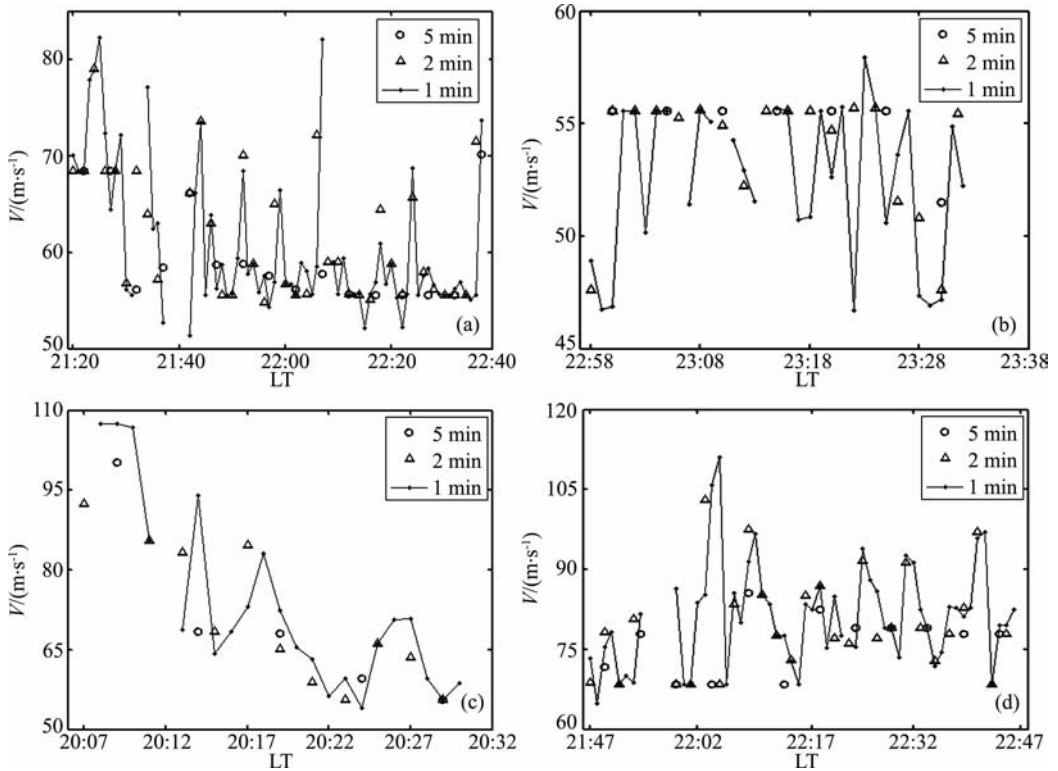 80
70
60
50
V/(m·s⁻¹)
5 min
2 min
1 min
(a)
21:20
21:40
22:00
22:20
22:40
LT
60
55
50
45
V/(m·s⁻¹)
5 min
2 min
1 min
(b)
22:58
23:08
23:18
23:28
23:38
LT
110
95
80
65
50
V/(m·s⁻¹)
5 min
2 min
1 min
(c)
20:07
20:12
20:17
20:22
20:27
20:32
LT
120
105
90
75
60
V/(m·s⁻¹)
5 min
2 min
1 min
(d)
21:47
22:02
22:17
22:32
22:47
LT